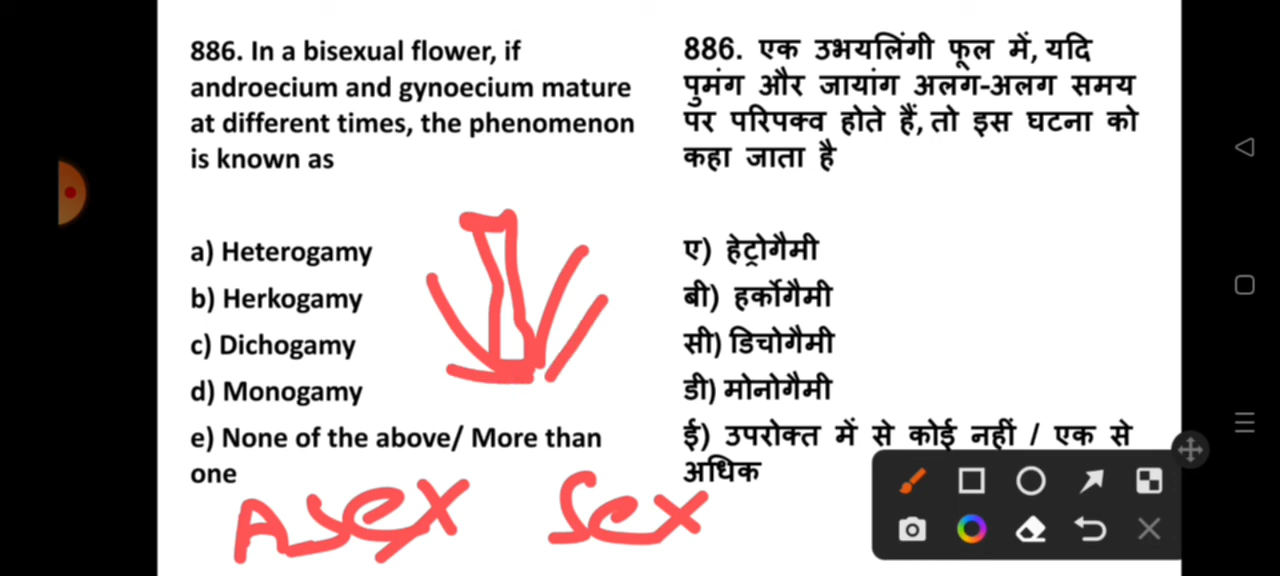 886. In a bisexual flower, if
androecium and gynoecium mature
at different times, the phenomenon
is known as
a) Heterogamy
b) Herkogamy
c) Dichogamy
d) Monogamy
e) None of the above/ More than
one
886. एक उभयलिंगी फूल में, यदि
पुमंग और जायांग अलग-अलग समय
पर परिपक्व होते हैं, तो इस घटना को
कहा जाता है
ए) हेट्रोगैमी
बी) हर्कोगैमी
सी) डिचोगैमी
डी) मोनोगैमी
ई) उपरोक्त में से कोई नहीं / एक से
अधिक
Asex Sex